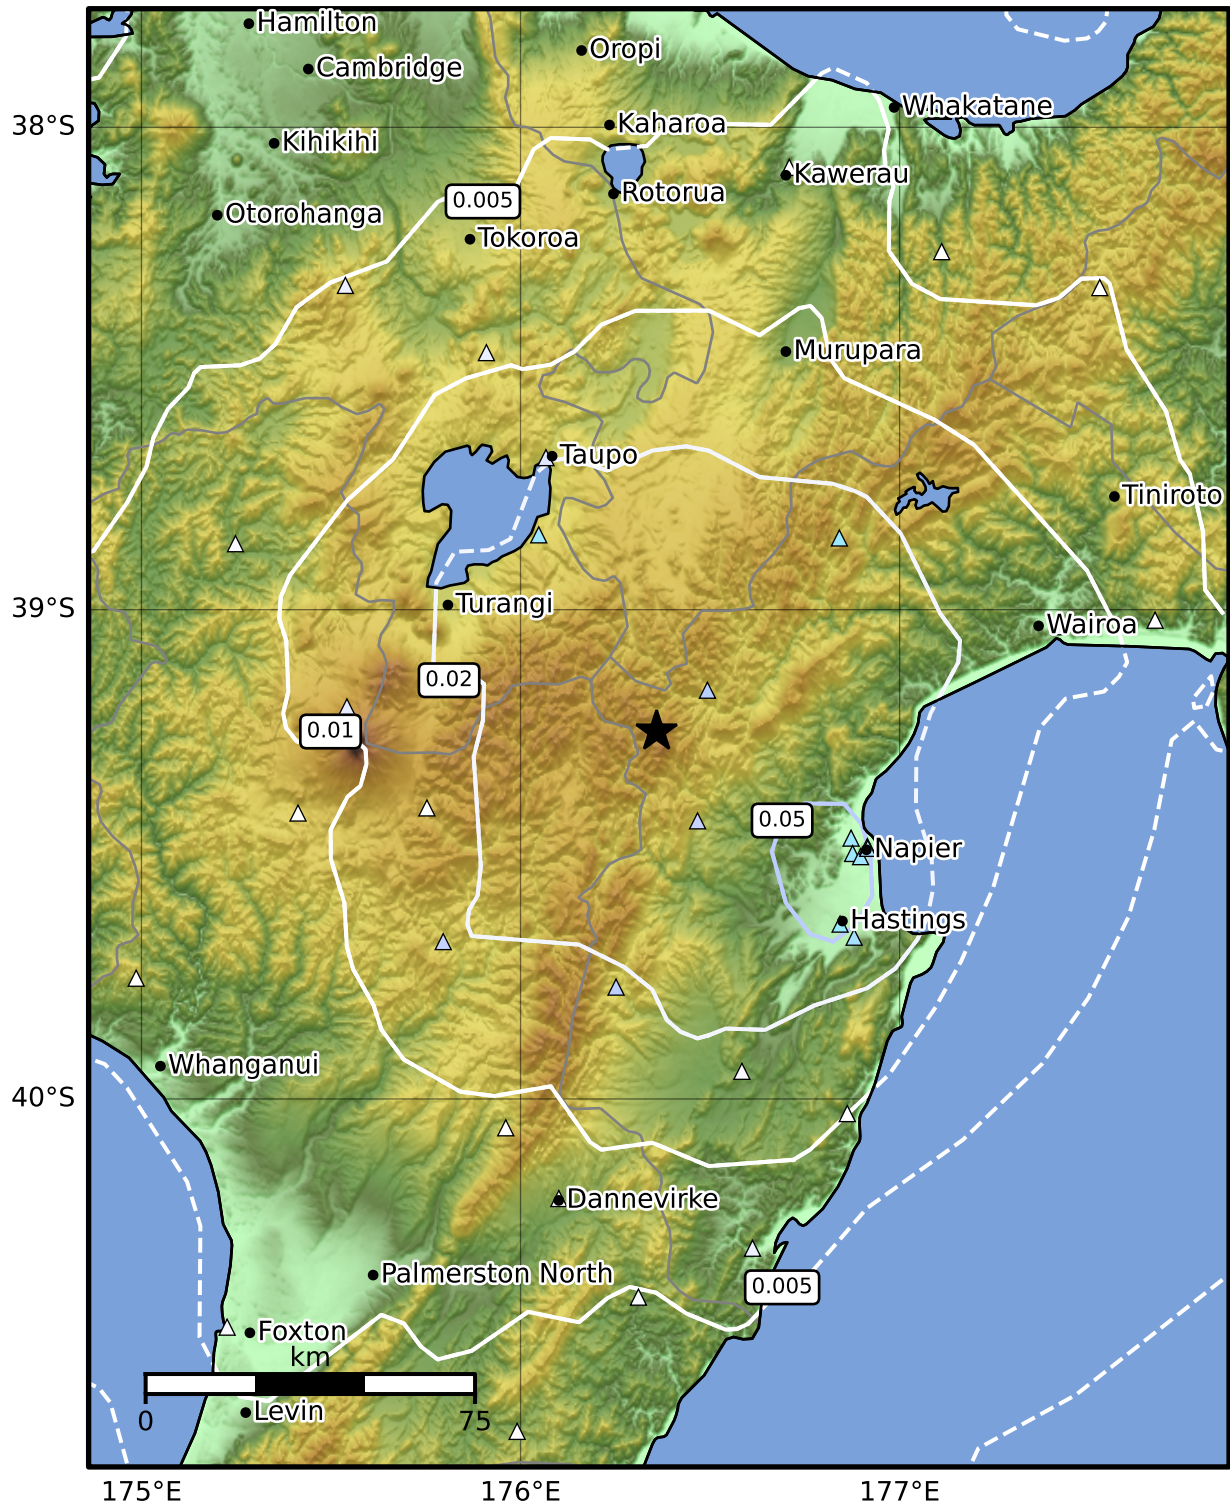 Hamilton
Oropi
Cambridge
Whakatane
38°S
Kaharoa
Kihikihi
Kawerau
Rotorua
0.005
Otorohanga
Tokoroa
Murupara
Taupo
Tiniroto
39°S
Turangi
Wairoa
0.02
0.01
0.05
Napier
Hastings
Whanganui
40°S
Dannevirke
Palmerston North
0.005
Foxton
km
Levin
0
75
175°E
176°E
177°E